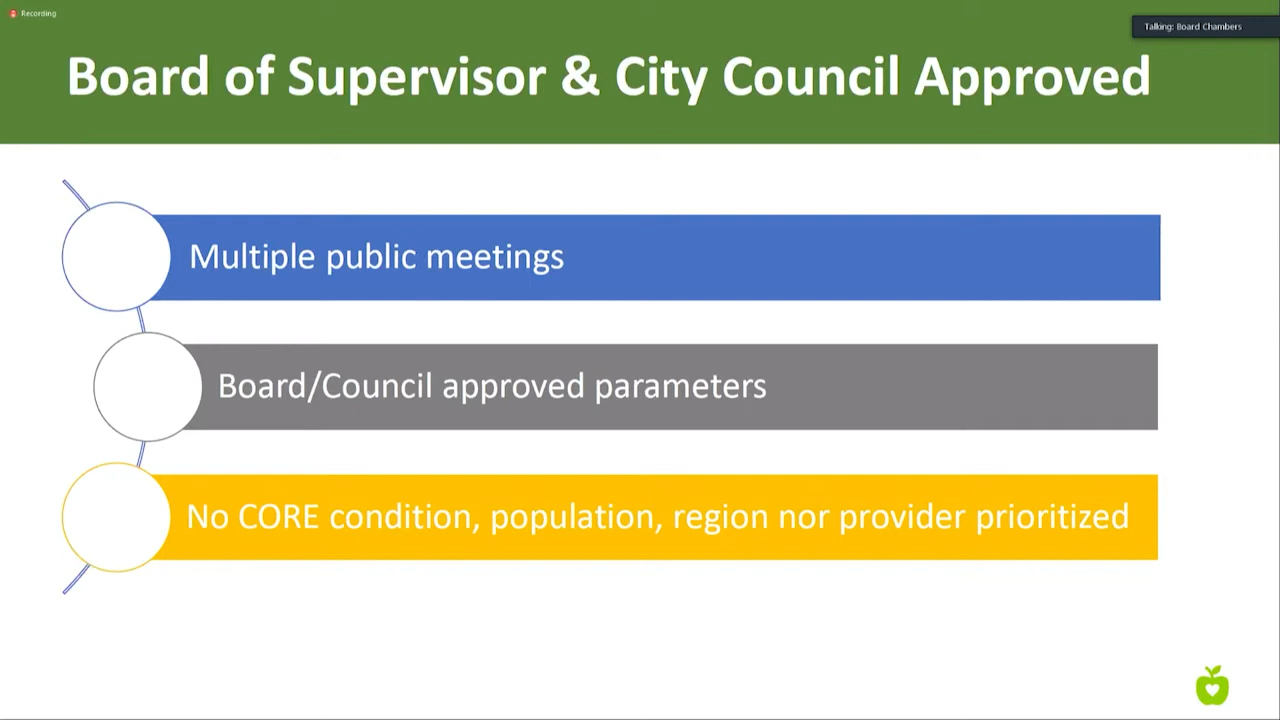 Recording
Talking: Board Chambers
Board of Supervisor & City Council Approved
Multiple public meetings
Board/Council approved parameters
No CORE condition, population, region nor provider prioritized